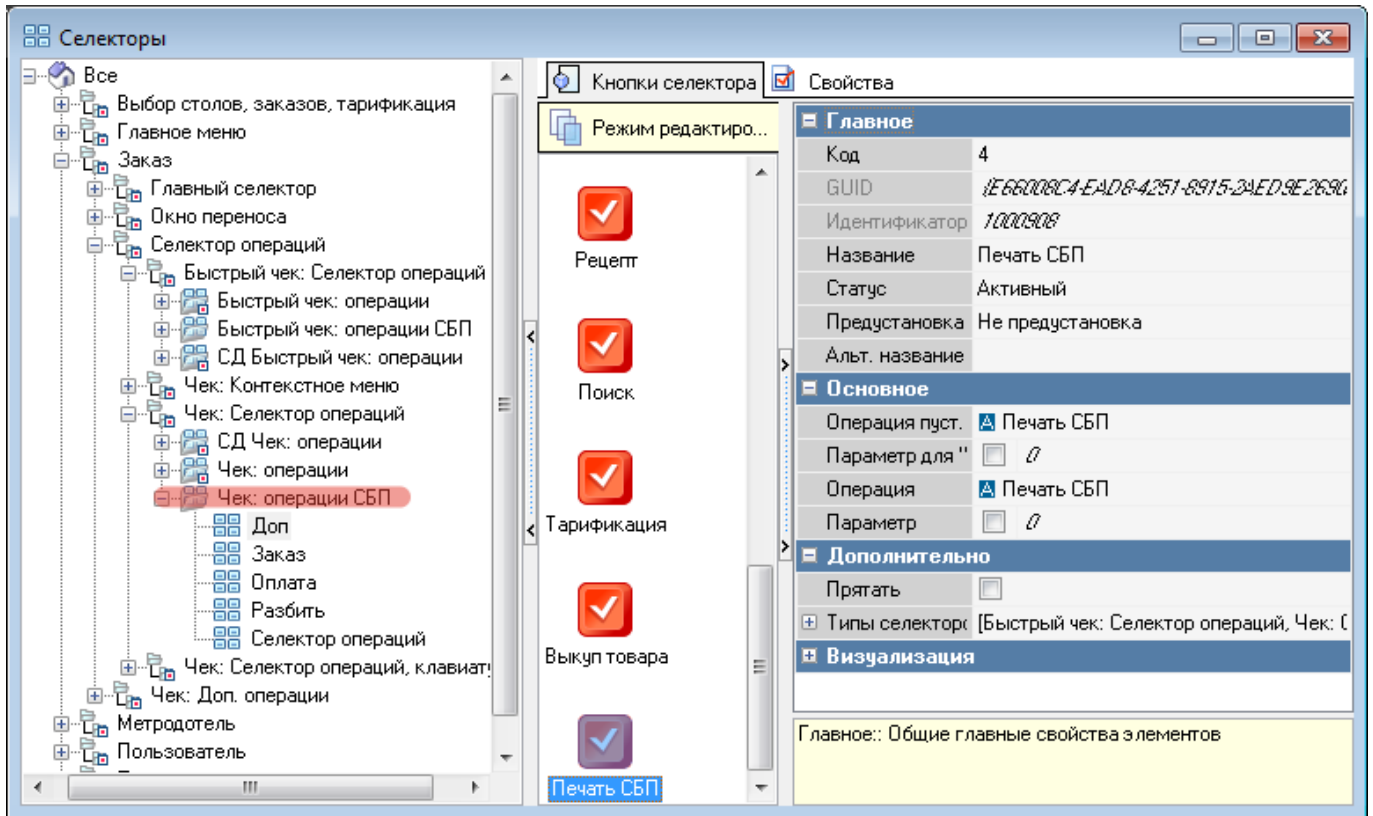 Селекторы
Все
Выбор столов, заказов, тарификация
Главное меню
Заказ
Главный селектор
Окно переноса
Селектор операций
Быстрый чек: Селектор операций
Быстрый чек: операции
Быстрый чек: операции СБП
СД Быстрый чек: операции
Чек: Контекстное меню
Чек: Селектор операций
СД Чек: операции
Чек: операции
Чек: операции СБП
Доп
Заказ
Оплата
Разбить
Селектор операций
Чек: Селектор операций, клавиату
Чек: Доп. операции
Метродотель
Пользователь
Кнопки селектора
Свойства
Режим редактиро...
Рецепт
Поиск
Тарификация
Выкуп товара
Печать СБП
Главное
Код 4
GUID {E66008C4-EAD8-4251-8915-2AED9E269C
Идентификатор 1000908
Название Печать СБП
Статус Активный
Предустановка Не предустановка
Альт. название
Основное
Операция пуст. A Печать СБП
Параметр для " 0
Операция A Печать СБП
Параметр 0
Дополнительно
Прятать
Типы селекторо [Быстрый чек: Селектор операций, Чек: С
Визуализация
Главное:: Общие главные свойства элементов